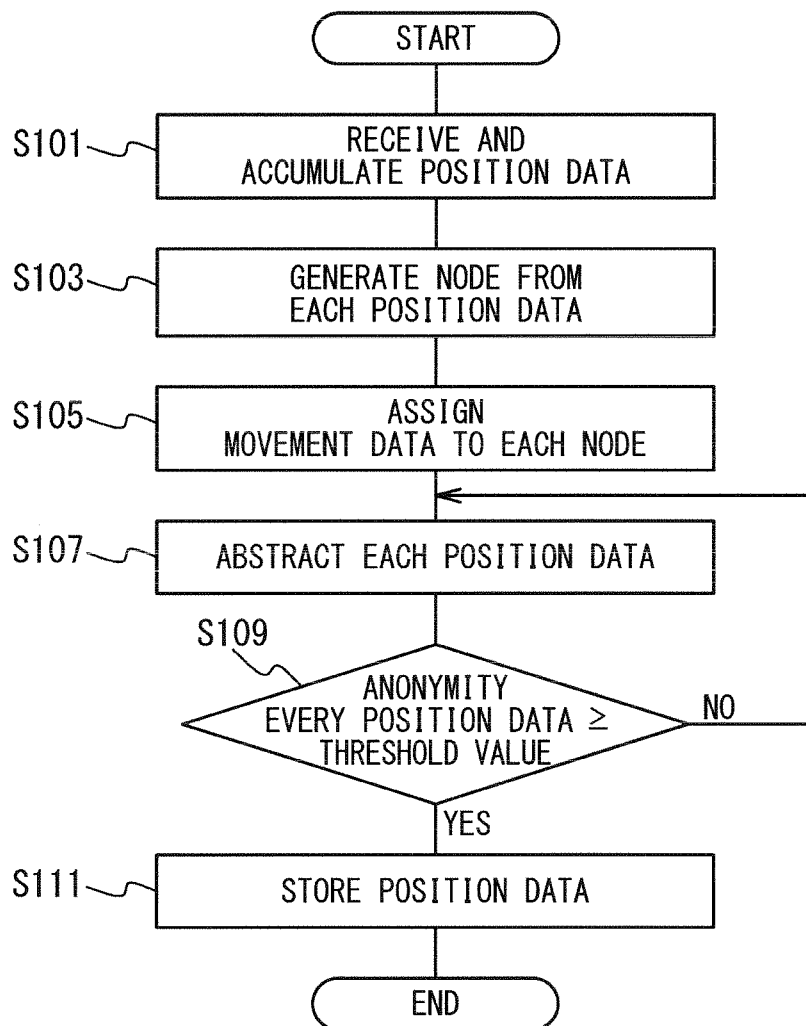 START
S101
RECEIVE AND
ACCUMULATE POSITION DATA
S103
GENERATE NODE FROM
EACH POSITION DATA
S105
ASSIGN
MOVEMENT DATA TO EACH NODE
S107
ABSTRACT EACH POSITION DATA
S109
ANONYMITY
EVERY POSITION DATA ≥
THRESHOLD VALUE
NO
YES
S111
STORE POSITION DATA
END